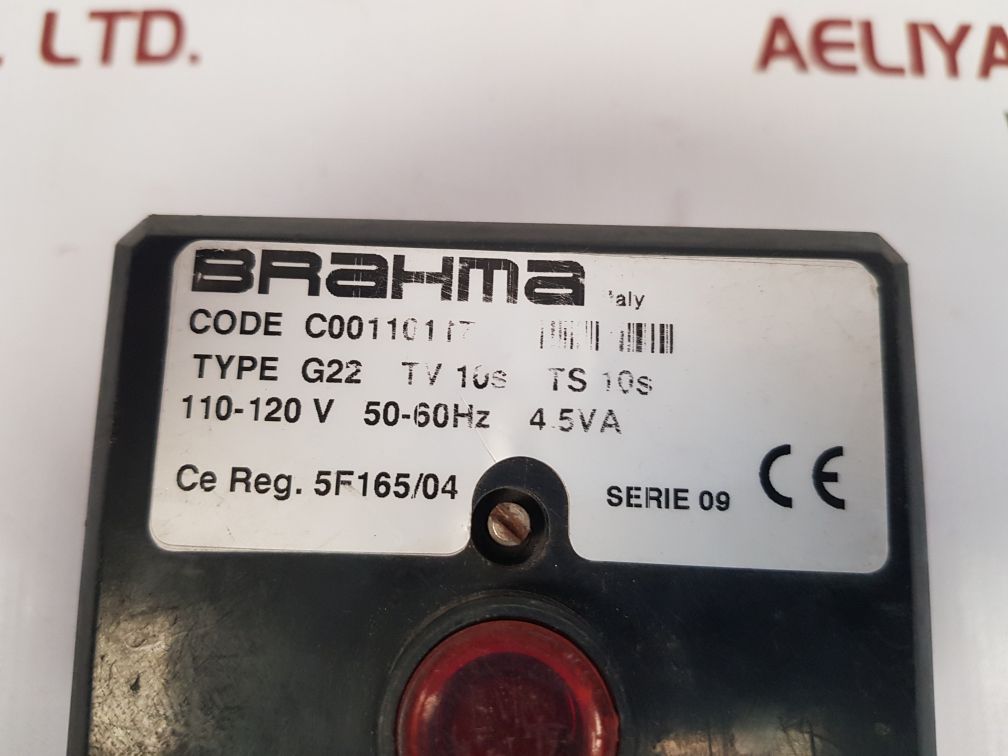 LTD.
AELIYA
BRAHMA
CODE
TYPE G22 TV 10s TS 10s
110-120 V 50-60Hz 4.5VA
Ce Reg. 5F165/04
SERIE 09 CE